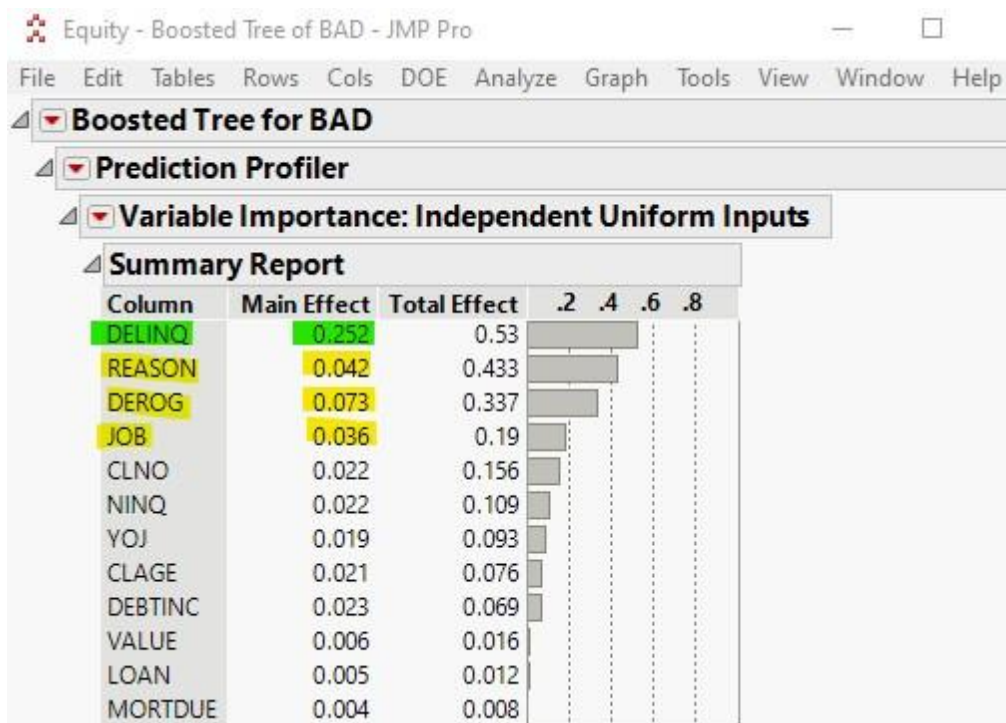 Equity - Boosted Tree of BAD - JMP Pro
File Edit Tables Rows Cols DOE Analyze Graph Tools View Window Help
Boosted Tree for BAD
Prediction Profiler
Variable Importance: Independent Uniform Inputs
Summary Report
Column Main Effect Total Effect .2 .4 .6 .8
DELINQ 0.252 0.53
REASON 0.042 0.433
DEROG 0.073 0.337
JOB 0.036 0.19
CLNO 0.022 0.156
NINQ 0.022 0.109
YOJ 0.019 0.093
CLAGE 0.021 0.076
DEBTINC 0.023 0.069
VALUE 0.006 0.016
LOAN 0.005 0.012
MORTDUE 0.004 0.008